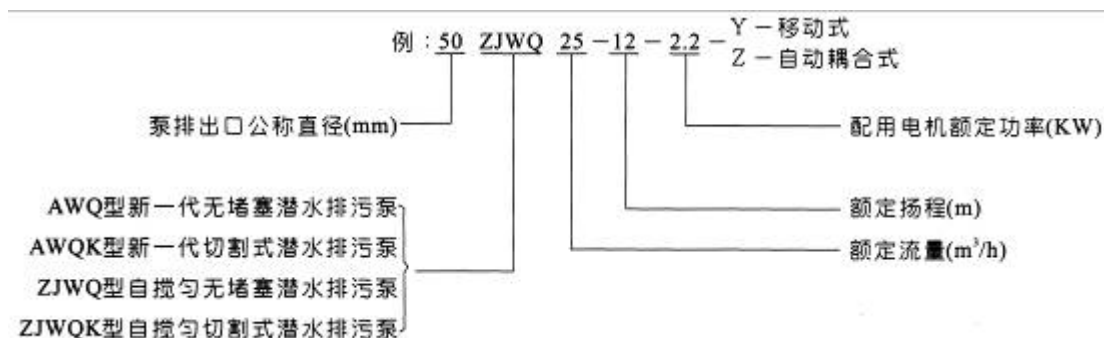 例：50 ZJWQ 25－12－2.2－Y－移动式
Z－自动耦合式
泵排出口公称直径(mm)
配用电机额定功率(KW)
AWQ型新一代无堵塞潜水排污泵
额定扬程(m)
AWQK型新一代切割式潜水排污泵
额定流量(m³/h)
ZJWQ型自搅匀无堵塞潜水排污泵
ZJWQK型自搅匀切割式潜水排污泵